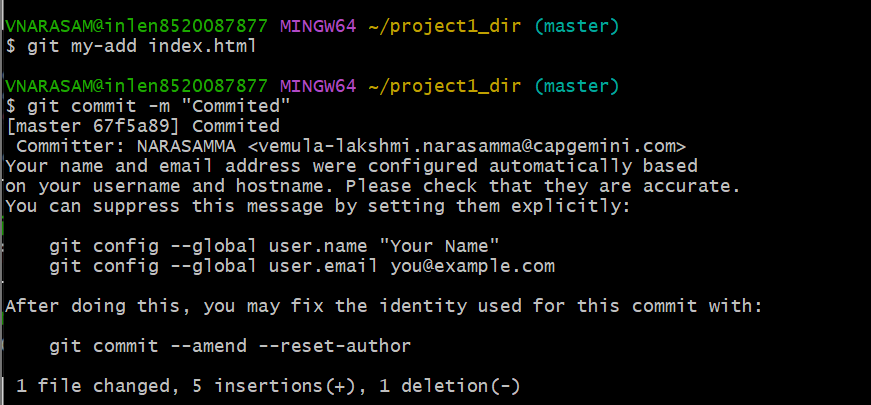 VNARASAM@inlen8520087877 MINGW64 ~/project1_dir (master)
$ git my-add index.html
VNARASAM@inlen8520087877 MINGW64 ~/project1_dir (master)
$ git commit -m "Commited"
[master 67f5a89] Commited
Committer: NARASAMMA <vemula-lakshmi.narasamma@capgemini.com>
Your name and email address were configured automatically based
on your username and hostname. Please check that they are accurate.
You can suppress this message by setting them explicitly:
git config --global user.name "Your Name"
git config --global user.email you@example.com
After doing this, you may fix the identity used for this commit with:
git commit --amend --reset-author
1 file changed, 5 insertions(+), 1 deletion(-)